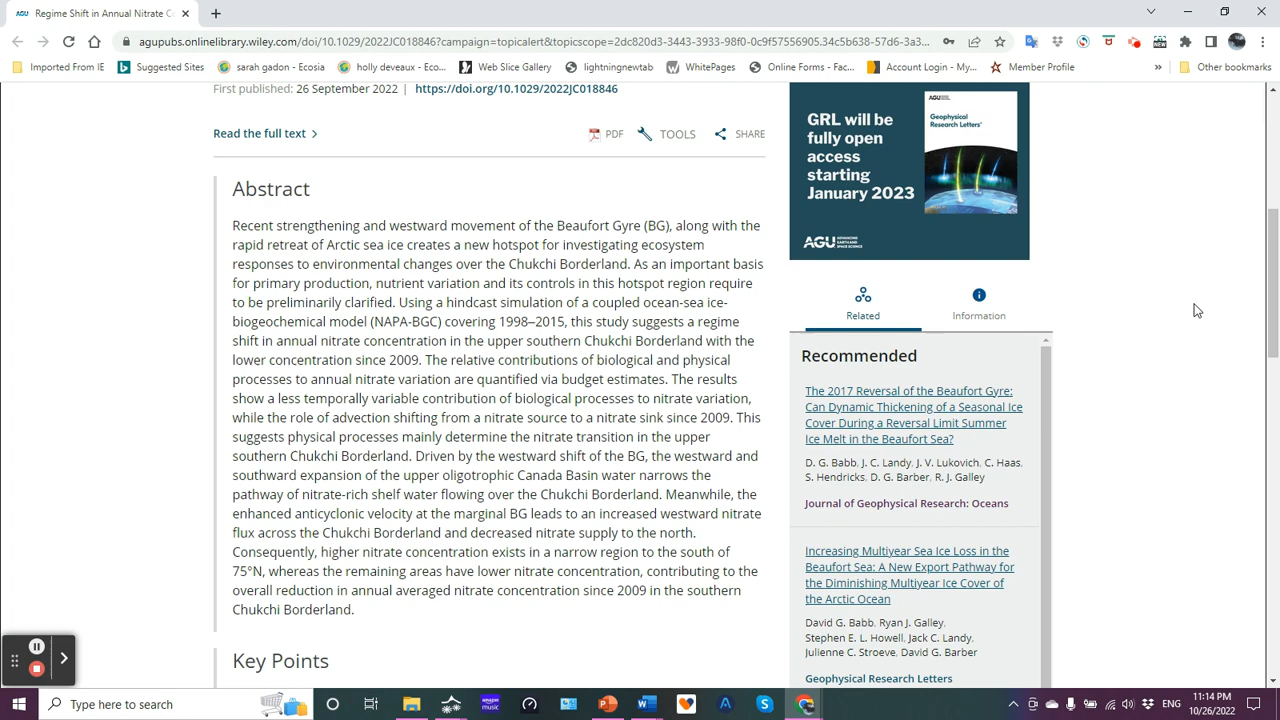 Regime Shift in Annual Nitrate Co
agupubs.onlinelibrary.wiley.com/doi/10.1029/2022JC018846?campaign=topicalert&topicscope=2dc820d3-3443-3933-98f0-0c9f57556905.34c5b638-57d6-3a3...
Imported From IE
Suggested Sites
sarah gadon - Ecosia
holly deveaux - Eco...
Web Slice Gallery
lightningnewtab
WhitePages
Online Forms - Fac...
Account Login - My...
Member Profile
»
Other bookmarks
First published: 26 September 2022 | https://doi.org/10.1029/2022JC018846
Read the full text
PDF
TOOLS
SHARE
Abstract
Recent strengthening and westward movement of the Beaufort Gyre (BG), along with the
rapid retreat of Arctic sea ice creates a new hotspot for investigating ecosystem
responses to environmental changes over the Chukchi Borderland. As an important basis
for primary production, nutrient variation and its controls in this hotspot region require
to be preliminarily clarified. Using a hindcast simulation of a coupled ocean-sea ice-
biogeochemical model (NAPA-BGC) covering 1998–2015, this study suggests a regime
shift in annual nitrate concentration in the upper southern Chukchi Borderland with the
lower concentration since 2009. The relative contributions of biological and physical
processes to annual nitrate variation are quantified via budget estimates. The results
show a less temporally variable contribution of biological processes to nitrate variation,
while the role of advection shifting from a nitrate source to a nitrate sink since 2009. This
suggests physical processes mainly determine the nitrate transition in the upper
southern Chukchi Borderland. Driven by the westward shift of the BG, the westward and
southward expansion of the upper oligotrophic Canada Basin water narrows the
pathway of nitrate-rich shelf water flowing over the Chukchi Borderland. Meanwhile, the
enhanced anticyclonic velocity at the marginal BG leads to an increased westward nitrate
flux across the Chukchi Borderland and decreased nitrate supply to the north.
Consequently, higher nitrate concentration exists in a narrow region to the south of
75°N, whereas the remaining areas have lower nitrate concentration, contributing to the
overall reduction in annual averaged nitrate concentration since 2009 in the southern
Chukchi Borderland.
Key Points
GRL will be
fully open
access
starting
January 2023
AGU
Geophysical
Research Letters
AGU ADVANCING
EARTH AND
SPACE SCIENCE
Related
Information
Recommended
The 2017 Reversal of the Beaufort Gyre:
Can Dynamic Thickening of a Seasonal Ice
Cover During a Reversal Limit Summer
Ice Melt in the Beaufort Sea?
D. G. Babb, J. C. Landy, J. V. Lukovich, C. Haas,
S. Hendricks, D. G. Barber, R. J. Galley
Journal of Geophysical Research: Oceans
Increasing Multiyear Sea Ice Loss in the
Beaufort Sea: A New Export Pathway for
the Diminishing Multiyear Ice Cover of
the Arctic Ocean
David G. Babb, Ryan J. Galley,
Stephen E. L. Howell, Jack C. Landy,
Julienne C. Stroeve, David G. Barber
Geophysical Research Letters
Type here to search
ENG
11:14 PM
10/26/2022